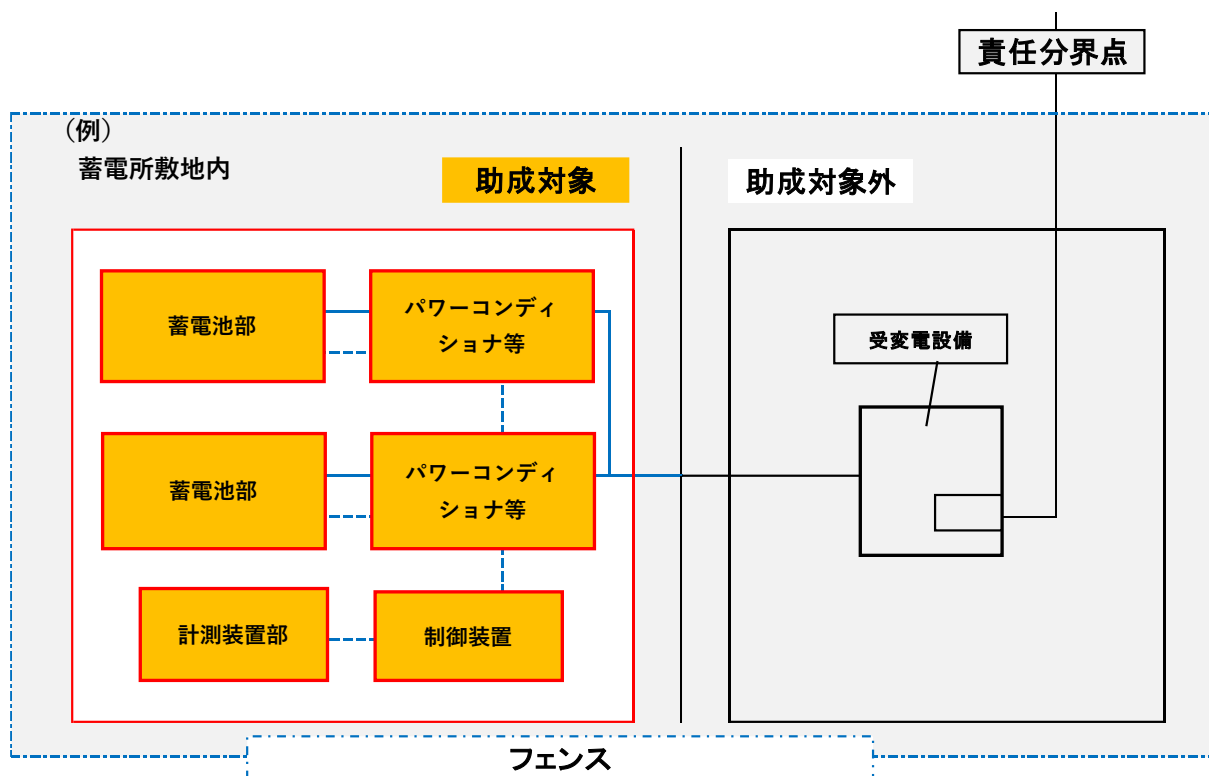 責任分界点
（例）
蓄電所敷地内
助成対象
助成対象外
蓄電池部
パワーコンディ
ショナ等
受変電設備
蓄電池部
パワーコンディ
ショナ等
計測装置部
制御装置
フェンス